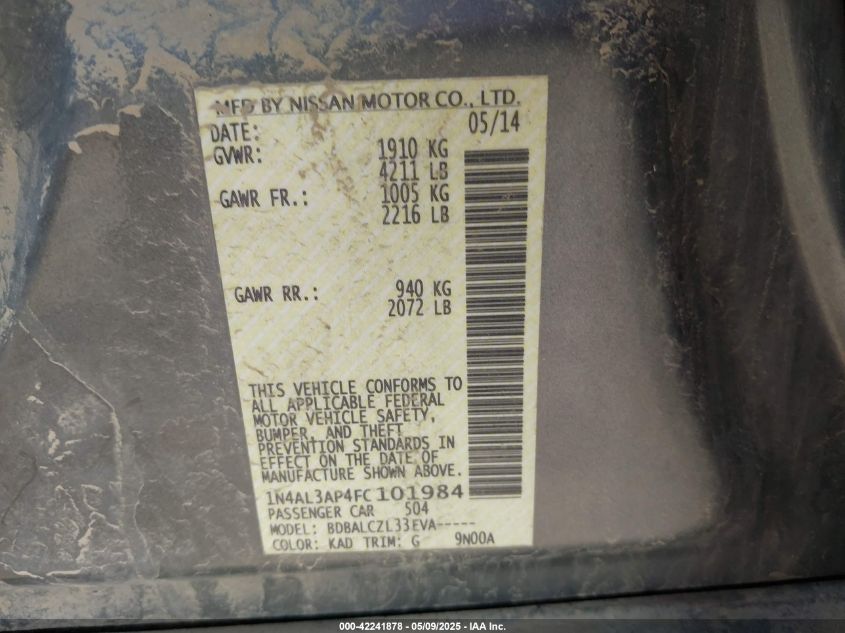 MFD BY NISSAN MOTOR CO., LTD.
DATE: 05/14
GVWR: 1910 KG
4211 LB
GAWR FR.: 1005 KG
2216 LB
GAWR RR.: 940 KG
2072 LB
THIS VEHICLE CONFORMS TO
ALL APPLICABLE FEDERAL
MOTOR VEHICLE SAFETY,
BUMPER, AND THEFT
PREVENTION STANDARDS IN
EFFECT ON THE DATE OF
MANUFACTURE SHOWN ABOVE.
1N4AL3AP4FC101984
PASSENGER CAR 504
MODEL: BDBALCZL33EVA-----
COLOR: KAD TRIM: G 9N00A
000-42241878 - 05/09/2025 - IAA Inc.